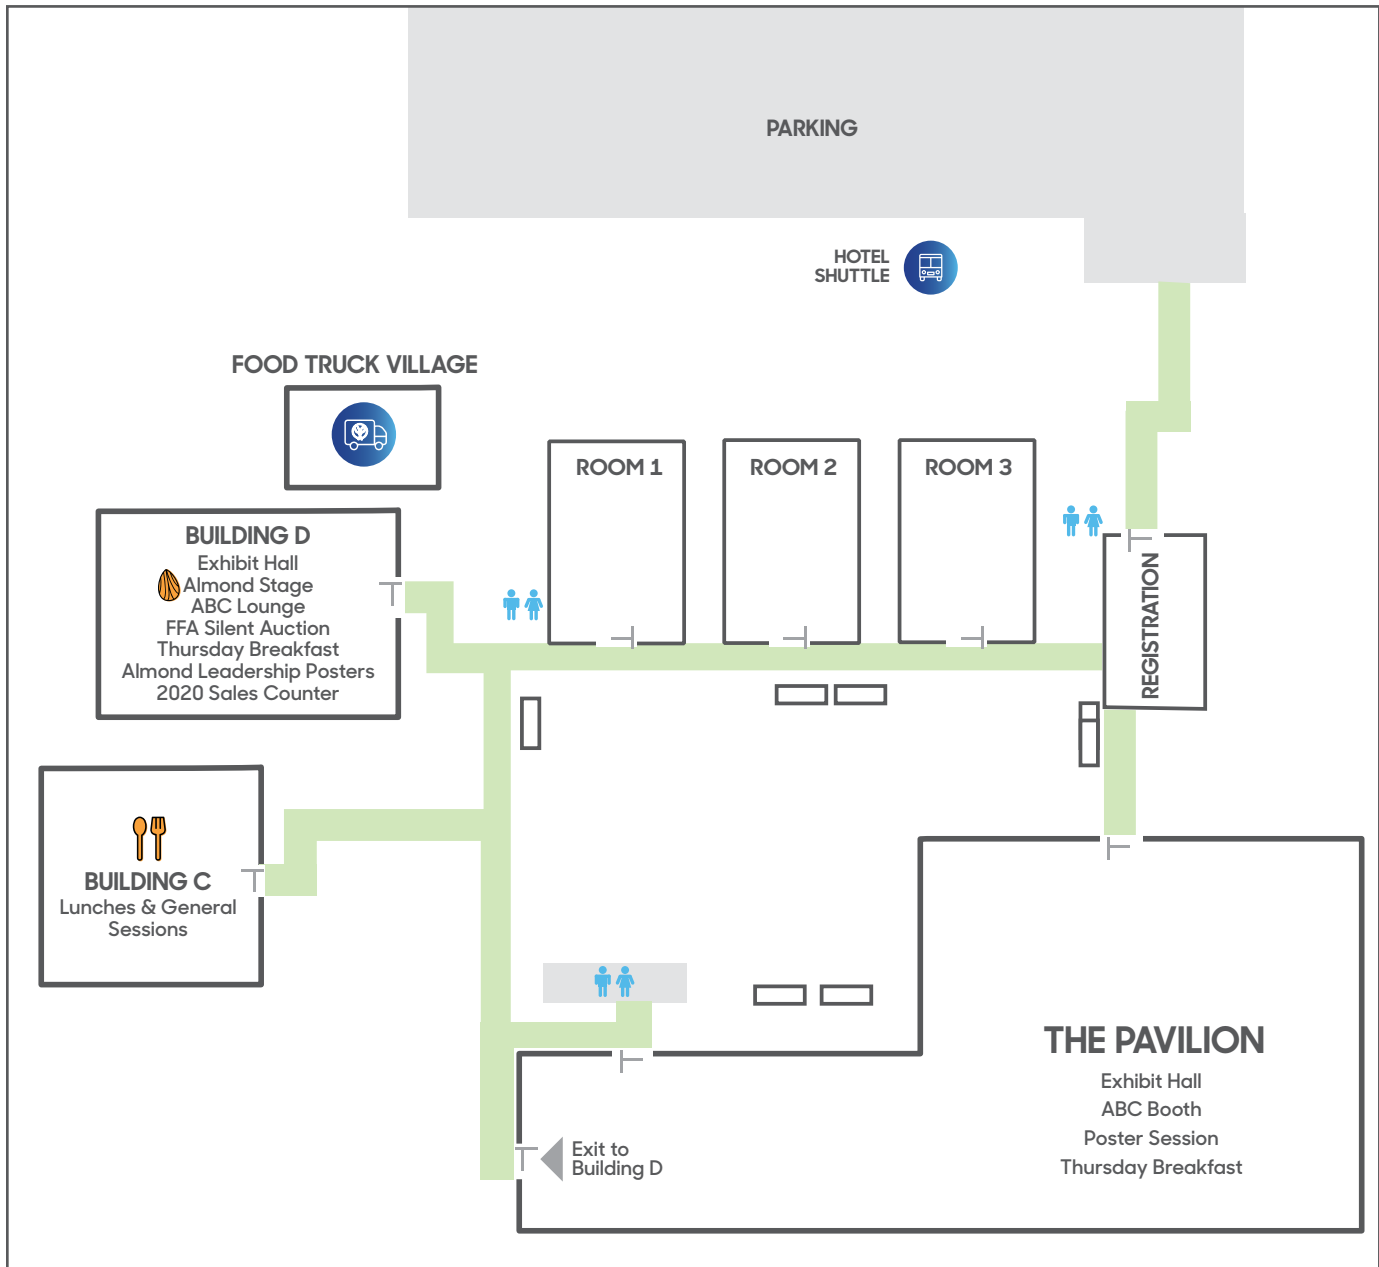 PARKING
HOTEL
SHUTTLE
FOOD TRUCK VILLAGE
ROOM 1
ROOM 2
ROOM 3
BUILDING D
Exhibit Hall
Almond Stage
ABC Lounge
FFA Silent Auction
Thursday Breakfast
Almond Leadership Posters
2020 Sales Counter
REGISTRATION
BUILDING C
Lunches & General
Sessions
THE PAVILION
Exhibit Hall
ABC Booth
Poster Session
Thursday Breakfast
Exit to
Building D